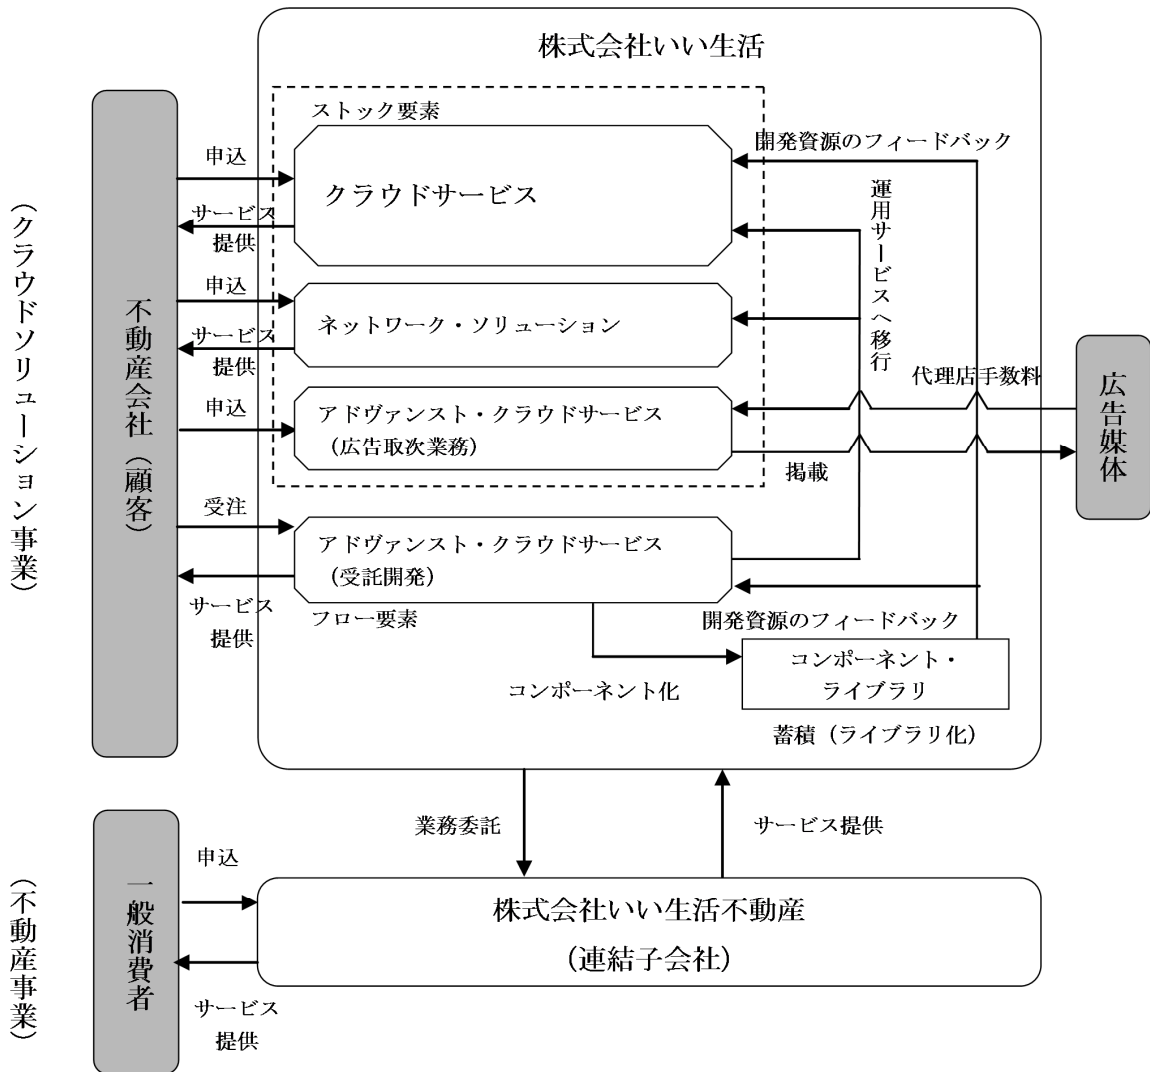 株式会社いい生活
ストック要素
申込
クラウドサービス
サービス
提供
開発資源のフィードバック
運用サービスへ移行
申込
ネットワーク・ソリューション
サービス
提供
申込
アドヴァンスト・クラウドサービス
（広告取次業務）
代理店手数料
掲載
広告媒体
不動産会社（顧客）
（クラウドソリューション事業）
受注
アドヴァンスト・クラウドサービス
（受託開発）
サービス
提供
フロー要素
開発資源のフィードバック
コンポーネント・
ライブラリ
コンポーネント化
蓄積（ライブラリ化）
業務委託
サービス提供
（不動産事業）
一般消費者
申込
株式会社いい生活不動産
（連結子会社）
サービス
提供